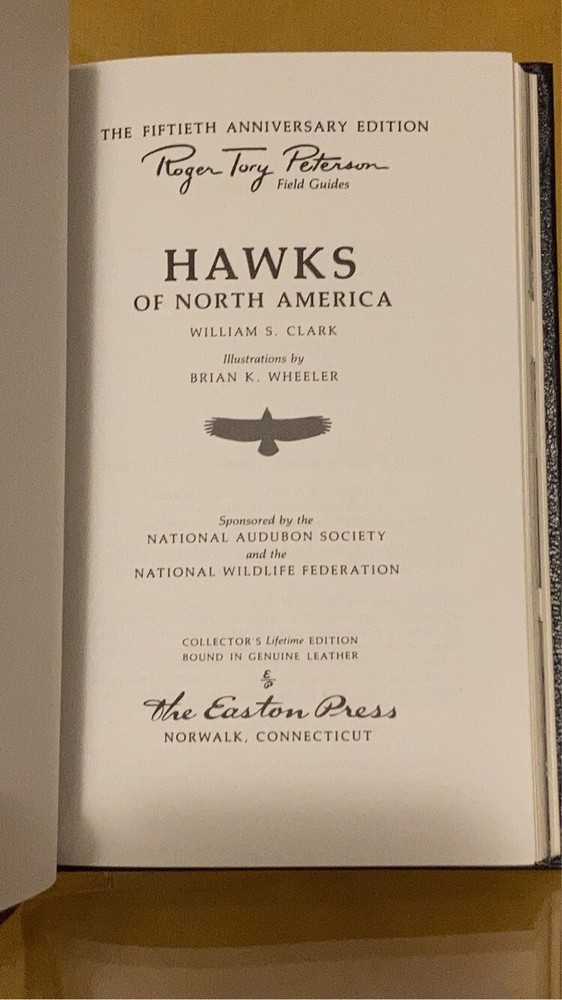 THE FIFTIETH ANNIVERSARY EDITION
Roger Tory Peterson
Field Guides
HAWKS
OF NORTH AMERICA
WILLIAM S. CLARK
Illustrations by
BRIAN K. WHEELER
Sponsored by the
NATIONAL AUDUBON SOCIETY
and the
NATIONAL WILDLIFE FEDERATION
COLLECTOR'S Lifetime EDITION
BOUND IN GENUINE LEATHER
E/P
The Easton Press
NORWALK, CONNECTICUT